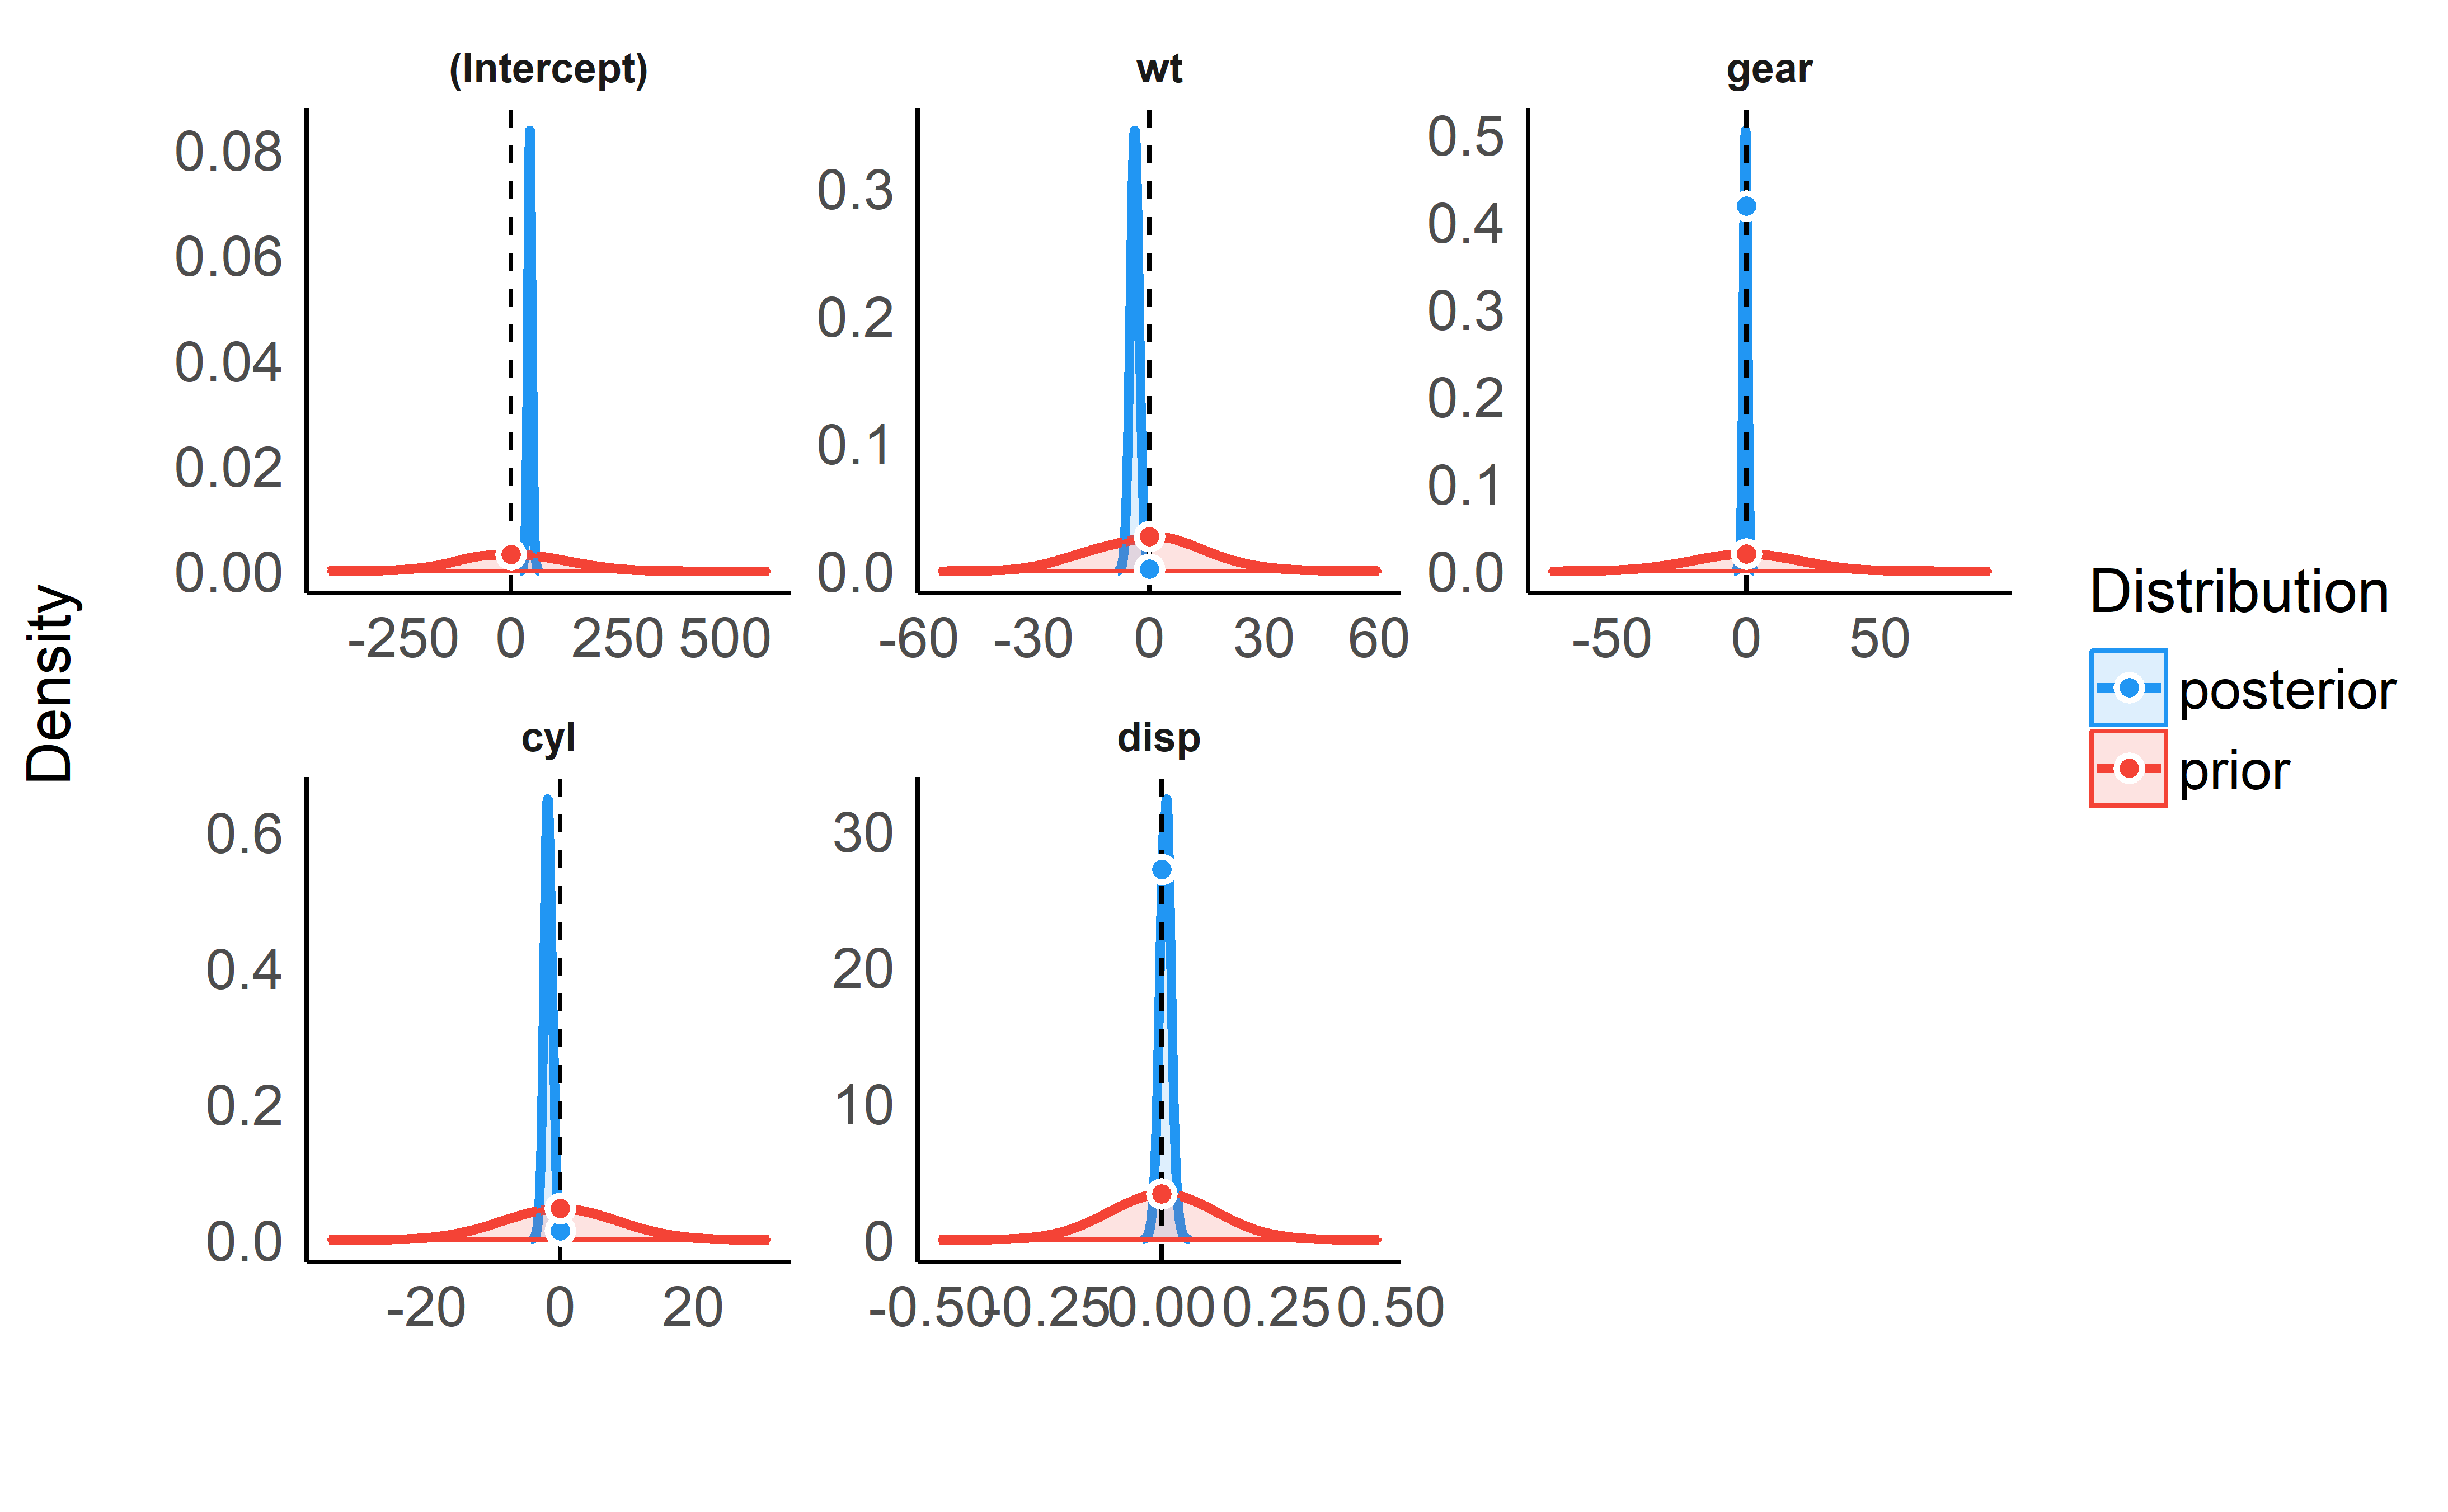 (Intercept) wt gear
0.08 0.3 0.5
0.06 0.2 0.4
0.04 0.1 0.3
0.02 0.0 0.2
0.00 0.1
0.0
-250 0 250 500 -60 -30 0 30 60 -50 0 50
Density
Distribution
posterior
prior
cyl disp
0.6 30
0.4 20
0.2 10
0.0 0
-20 0 20 -0.50 -0.25 0.00 0.25 0.50